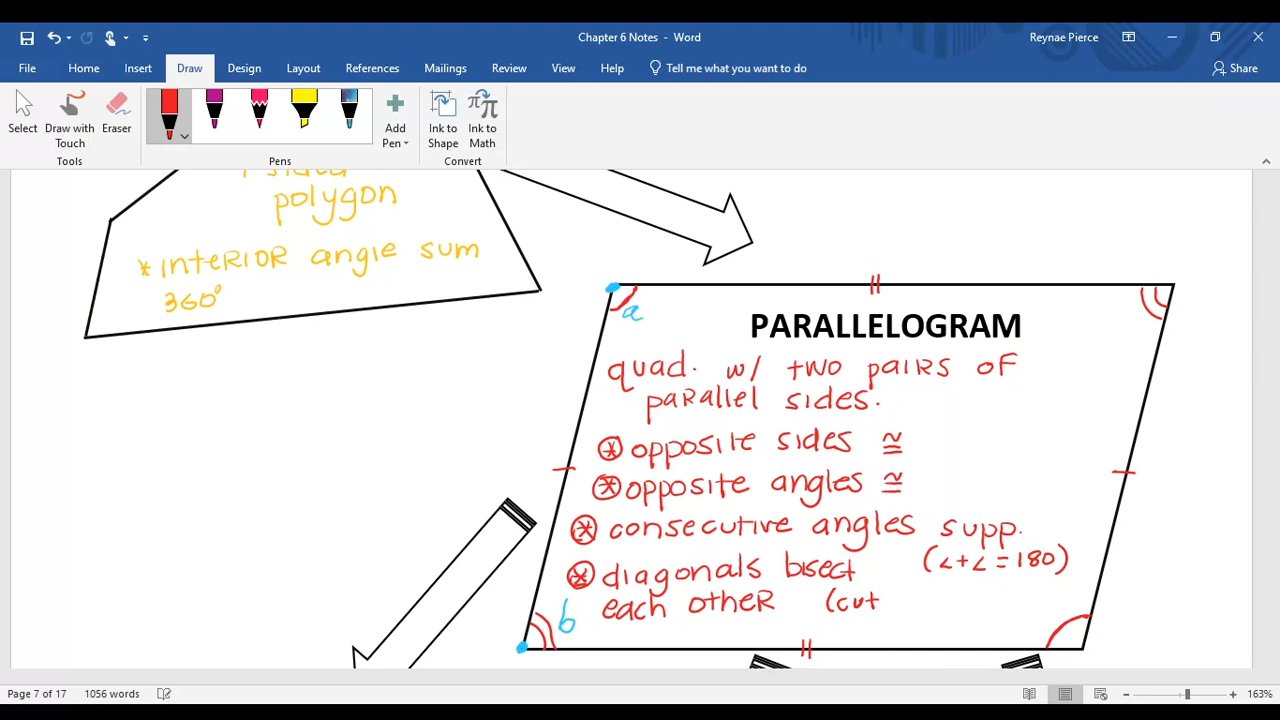 Chapter 6 Notes - Word
Reynae Pierce
File Home Insert Draw Design Layout References Mailings Review View Help Tell me what you want to do Share
Select Draw with Touch Eraser Add Pen Ink to Shape Ink to Math
Tools Pens Convert
polygon
* INTERIOR angle sum
360°
a
PARALLELOGRAM
quad. w/ two pairs of
parallel sides.
* opposite sides ≅
* opposite angles ≅
* consecutive angles supp.
(∠+∠=180)
* diagonals bisect
each other (cut
b
Page 7 of 17 1056 words 163%